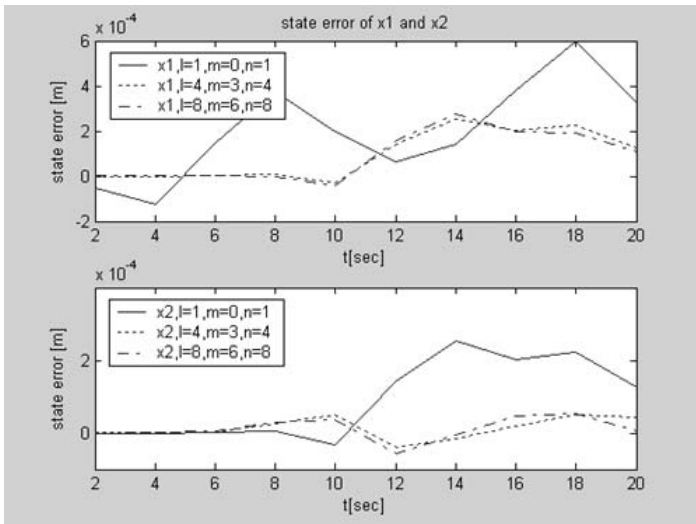 state error of x1 and x2
x 10-4
6
4
2
0
-2
state error [m]
x1,l=1,m=0,n=1
x1,l=4,m=3,n=4
x1,l=8,m=6,n=8
2 4 6 8 10 12 14 16 18 20
t[sec]
x 10-4
2
0
state error [m]
x2,l=1,m=0,n=1
x2,l=4,m=3,n=4
x2,l=8,m=6,n=8
2 4 6 8 10 12 14 16 18 20
t[sec]